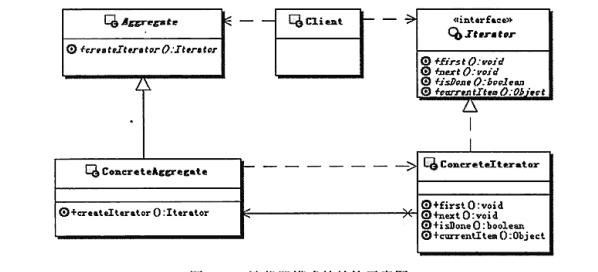 Aggregate
+createIterator():Iterator
Client
«interface»
Iterator
+first():void
+next():void
+isDone():boolean
+currentItem():Object
ConcreteAggregate
+createIterator():Iterator
ConcreteIterator
+first():void
+next():void
+isDone():boolean
+currentItem():Object